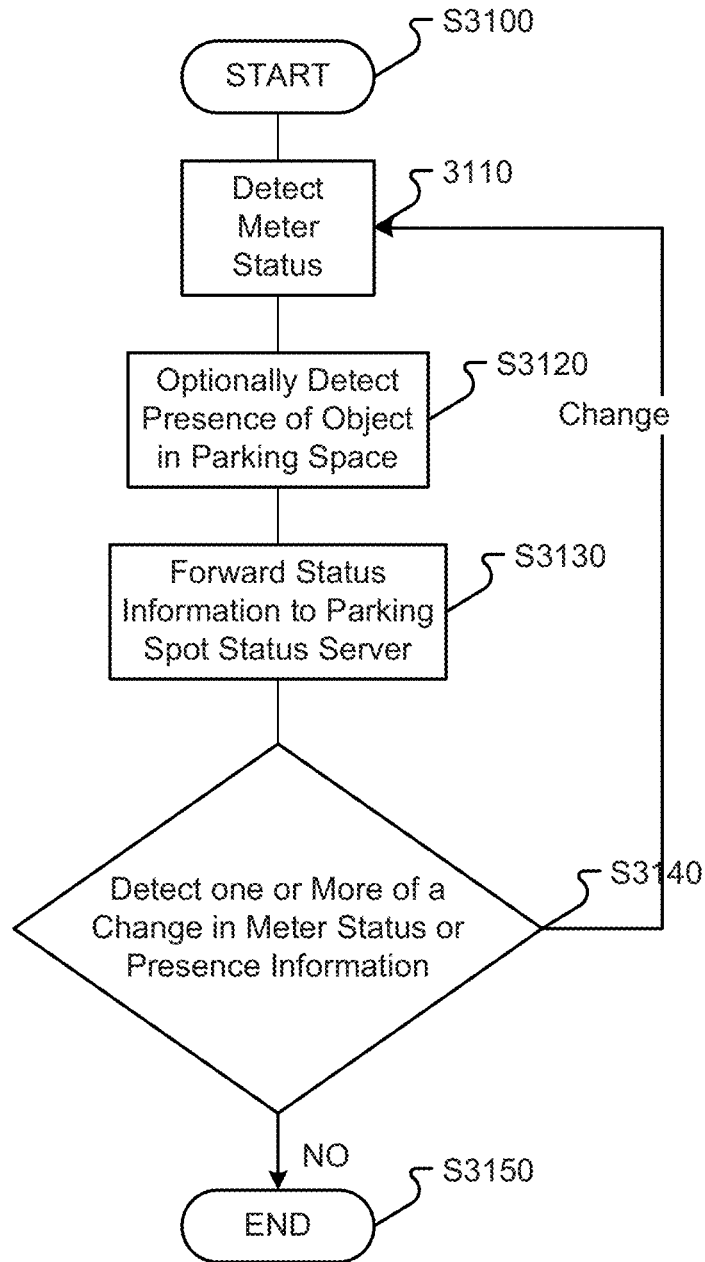 S3100
START
3110
Detect
Meter
Status
S3120
Optionally Detect
Presence of Object
in Parking Space
Change
S3130
Forward Status
Information to Parking
Spot Status Server
S3140
Detect one or More of a
Change in Meter Status or
Presence Information
NO
S3150
END